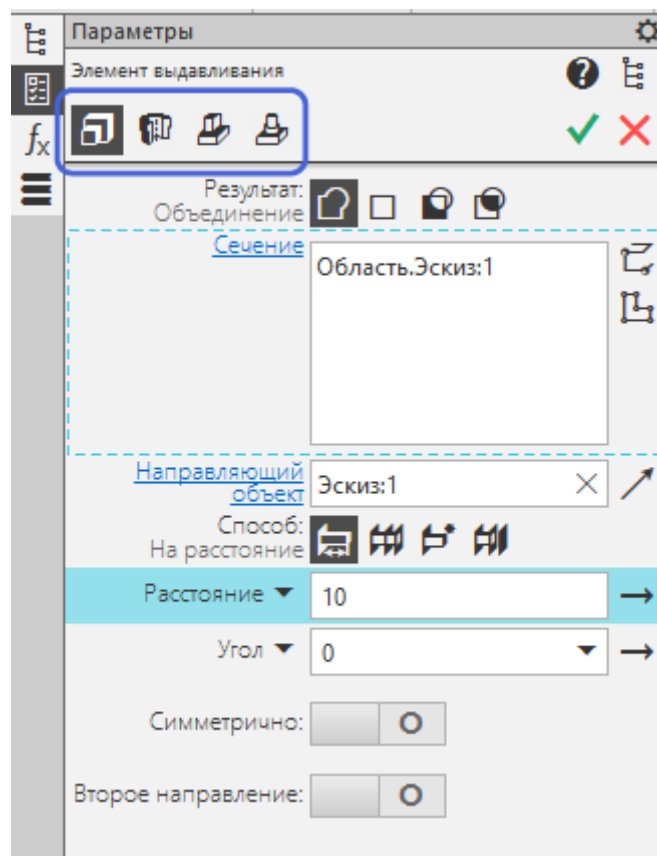 Параметры
Элемент выдавливания
fx
Результат:
Объединение
Сечение
Область.Эскиз:1
Направляющий
объект
Эскиз:1
Способ:
На расстояние
Расстояние
10
Угол
0
Симметрично:
Второе направление: